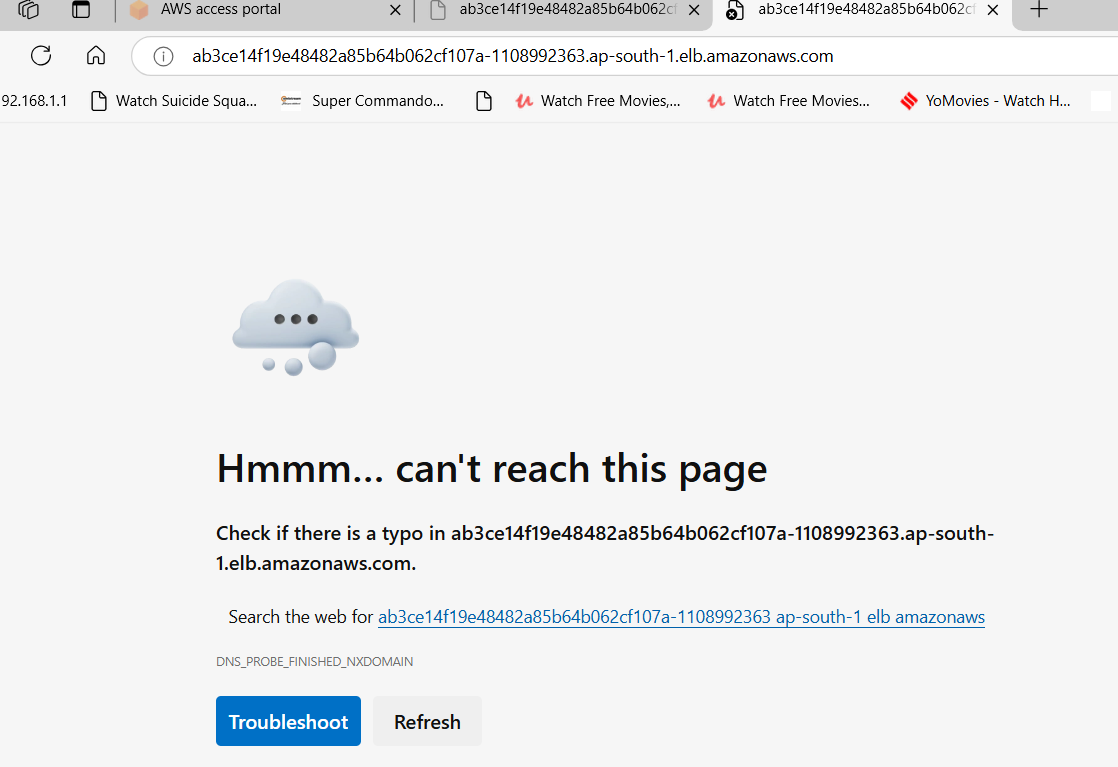 AWS access portal
ab3ce14f19e48482a85b64b062cf
ab3ce14f19e48482a85b64b062cf
ab3ce14f19e48482a85b64b062cf107a-1108992363.ap-south-1.elb.amazonaws.com
92.168.1.1 Watch Suicide Squa... Super Commando... Watch Free Movies,... Watch Free Movies... YoMovies - Watch H...
Hmmm... can't reach this page
Check if there is a typo in ab3ce14f19e48482a85b64b062cf107a-1108992363.ap-south-
1.elb.amazonaws.com.
Search the web for ab3ce14f19e48482a85b64b062cf107a-1108992363 ap-south-1 elb amazonaws
DNS_PROBE_FINISHED_NXDOMAIN
Troubleshoot Refresh